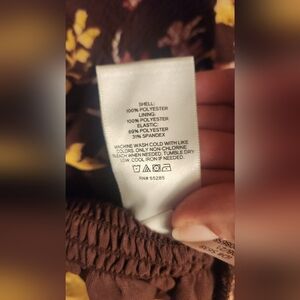 SHELL:
100% POLYESTER
LINING:
100% POLYESTER
ELASTIC:
69% POLYESTER
31% SPANDEX
MACHINE WASH COLD WITH LIKE
COLORS, ONLY NON-CHLORINE
BLEACH WHEN NEEDED, TUMBLE DRY
LOW, COOL IRON IF NEEDED.
RN# 55285